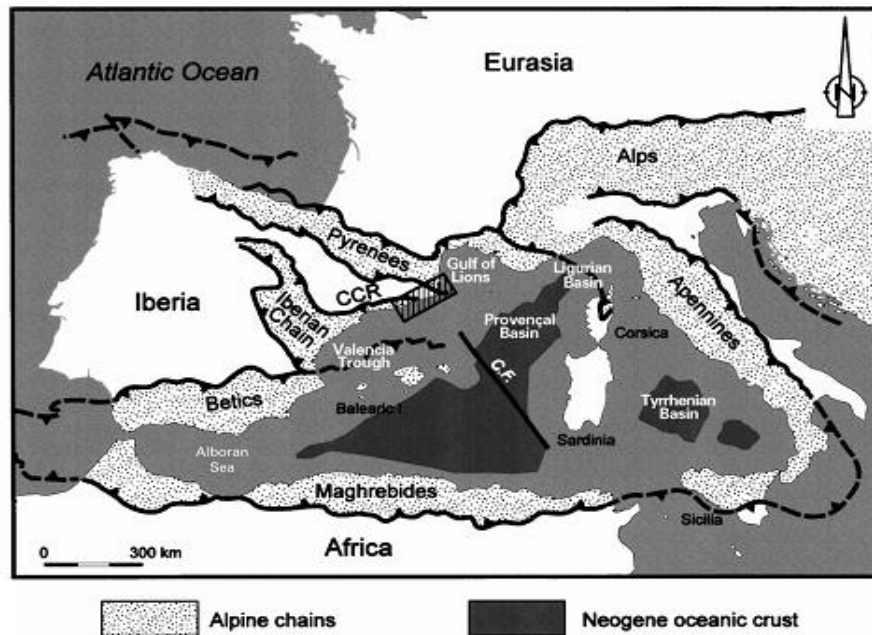 Atlantic Ocean
Eurasia
N
Alps
Pyrenees
Gulf of
Lions
Ligurian
Basin
CCR
Iberia
Iberian
Chain
Provençal
Basin
Apennines
Corsica
Valencia
Trough
C.F.
Betics
Balearic I.
Tyrrhenian
Basin
Sardinia
Alboran
Sea
Maghrebides
Sicilia
Africa
0 300 km
Alpine chains
Neogene oceanic crust